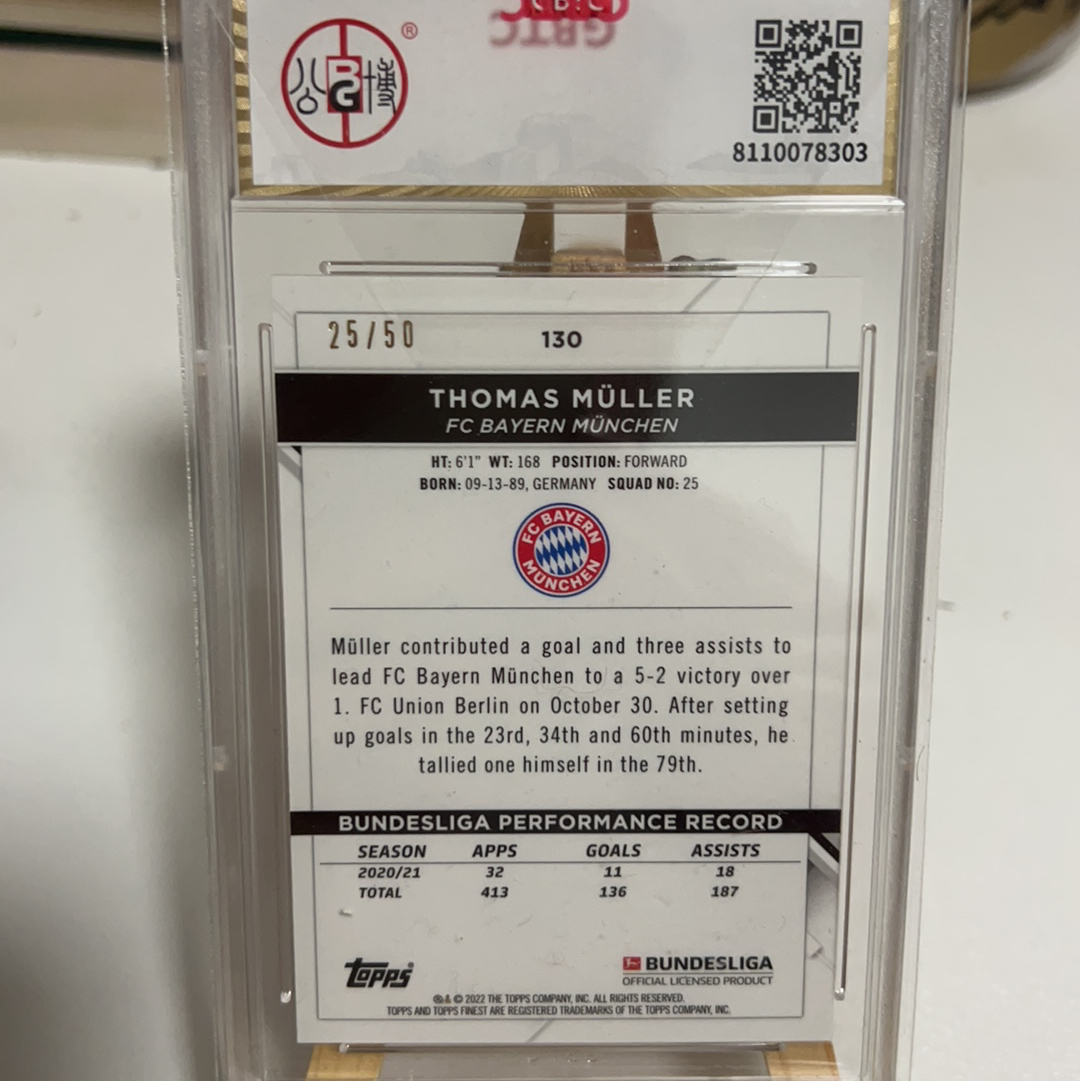 GBTC
公 BG 博 ®
8110078303
25/50
130
THOMAS MÜLLER
FC BAYERN MÜNCHEN
HT: 6'1" WT: 168 POSITION: FORWARD
BORN: 09-13-89, GERMANY SQUAD NO: 25
FC BAYERN
MÜNCHEN
Müller contributed a goal and three assists to
lead FC Bayern München to a 5-2 victory over
1. FC Union Berlin on October 30. After setting
up goals in the 23rd, 34th and 60th minutes, he
tallied one himself in the 79th.
BUNDESLIGA PERFORMANCE RECORD
SEASON APPS GOALS ASSISTS
2020/21 32 11 18
TOTAL 413 136 187
topps®
BUNDESLIGA
OFFICIAL LICENSED PRODUCT
® & © 2022 THE TOPPS COMPANY, INC. ALL RIGHTS RESERVED.
TOPPS AND TOPPS FINEST ARE REGISTERED TRADEMARKS OF THE TOPPS COMPANY, INC.